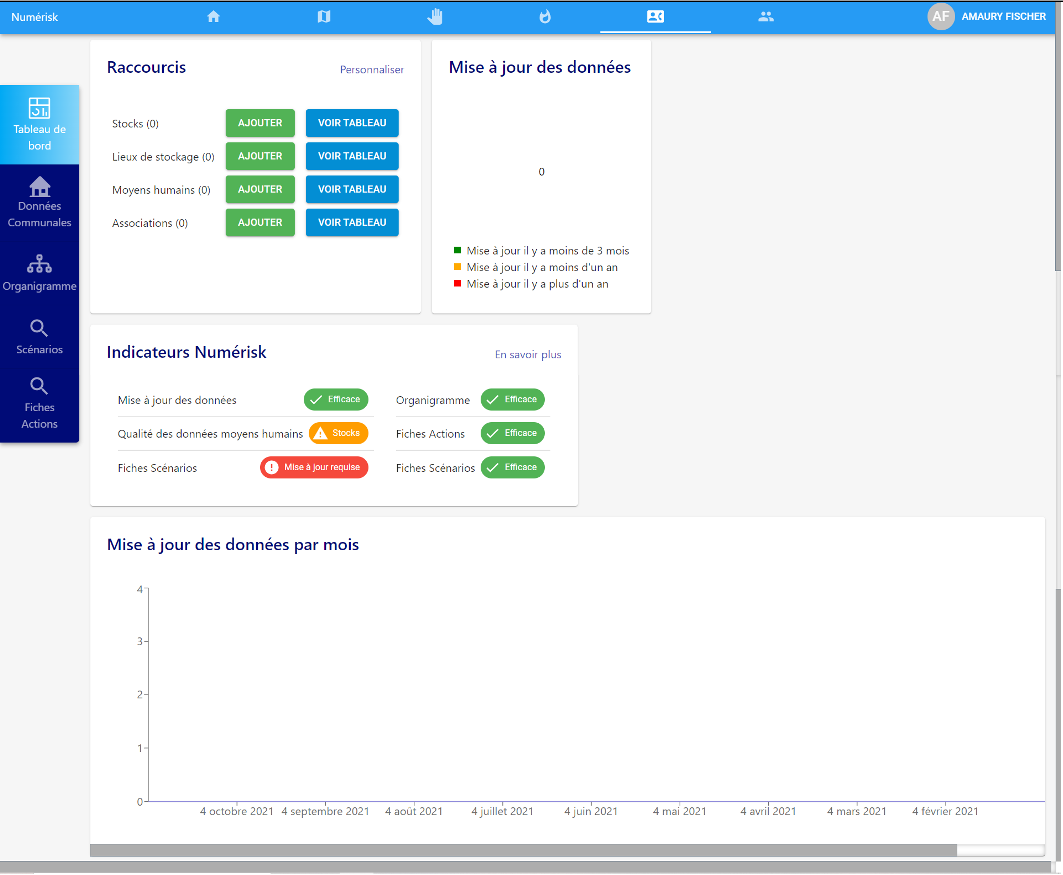 Numérisk
AF AMAURY FISCHER
Tableau de
bord
Données
Communales
Organigramme
Scénarios
Fiches
Actions
Raccourcis
Personnaliser
Stocks (0) AJOUTER VOIR TABLEAU
Lieux de stockage (0) AJOUTER VOIR TABLEAU
Moyens humains (0) AJOUTER VOIR TABLEAU
Associations (0) AJOUTER VOIR TABLEAU
Mise à jour des données
0
Mise à jour il y a moins de 3 mois
Mise à jour il y a moins d'un an
Mise à jour il y a plus d'un an
Indicateurs Numérisk
En savoir plus
Mise à jour des données Efficace
Qualité des données moyens humains Stocks
Fiches Scénarios Mise à jour requise
Organigramme Efficace
Fiches Actions Efficace
Fiches Scénarios Efficace
Mise à jour des données par mois
4
3
2
1
0
4 octobre 2021 4 septembre 2021 4 août 2021 4 juillet 2021 4 juin 2021 4 mai 2021 4 avril 2021 4 mars 2021 4 février 2021